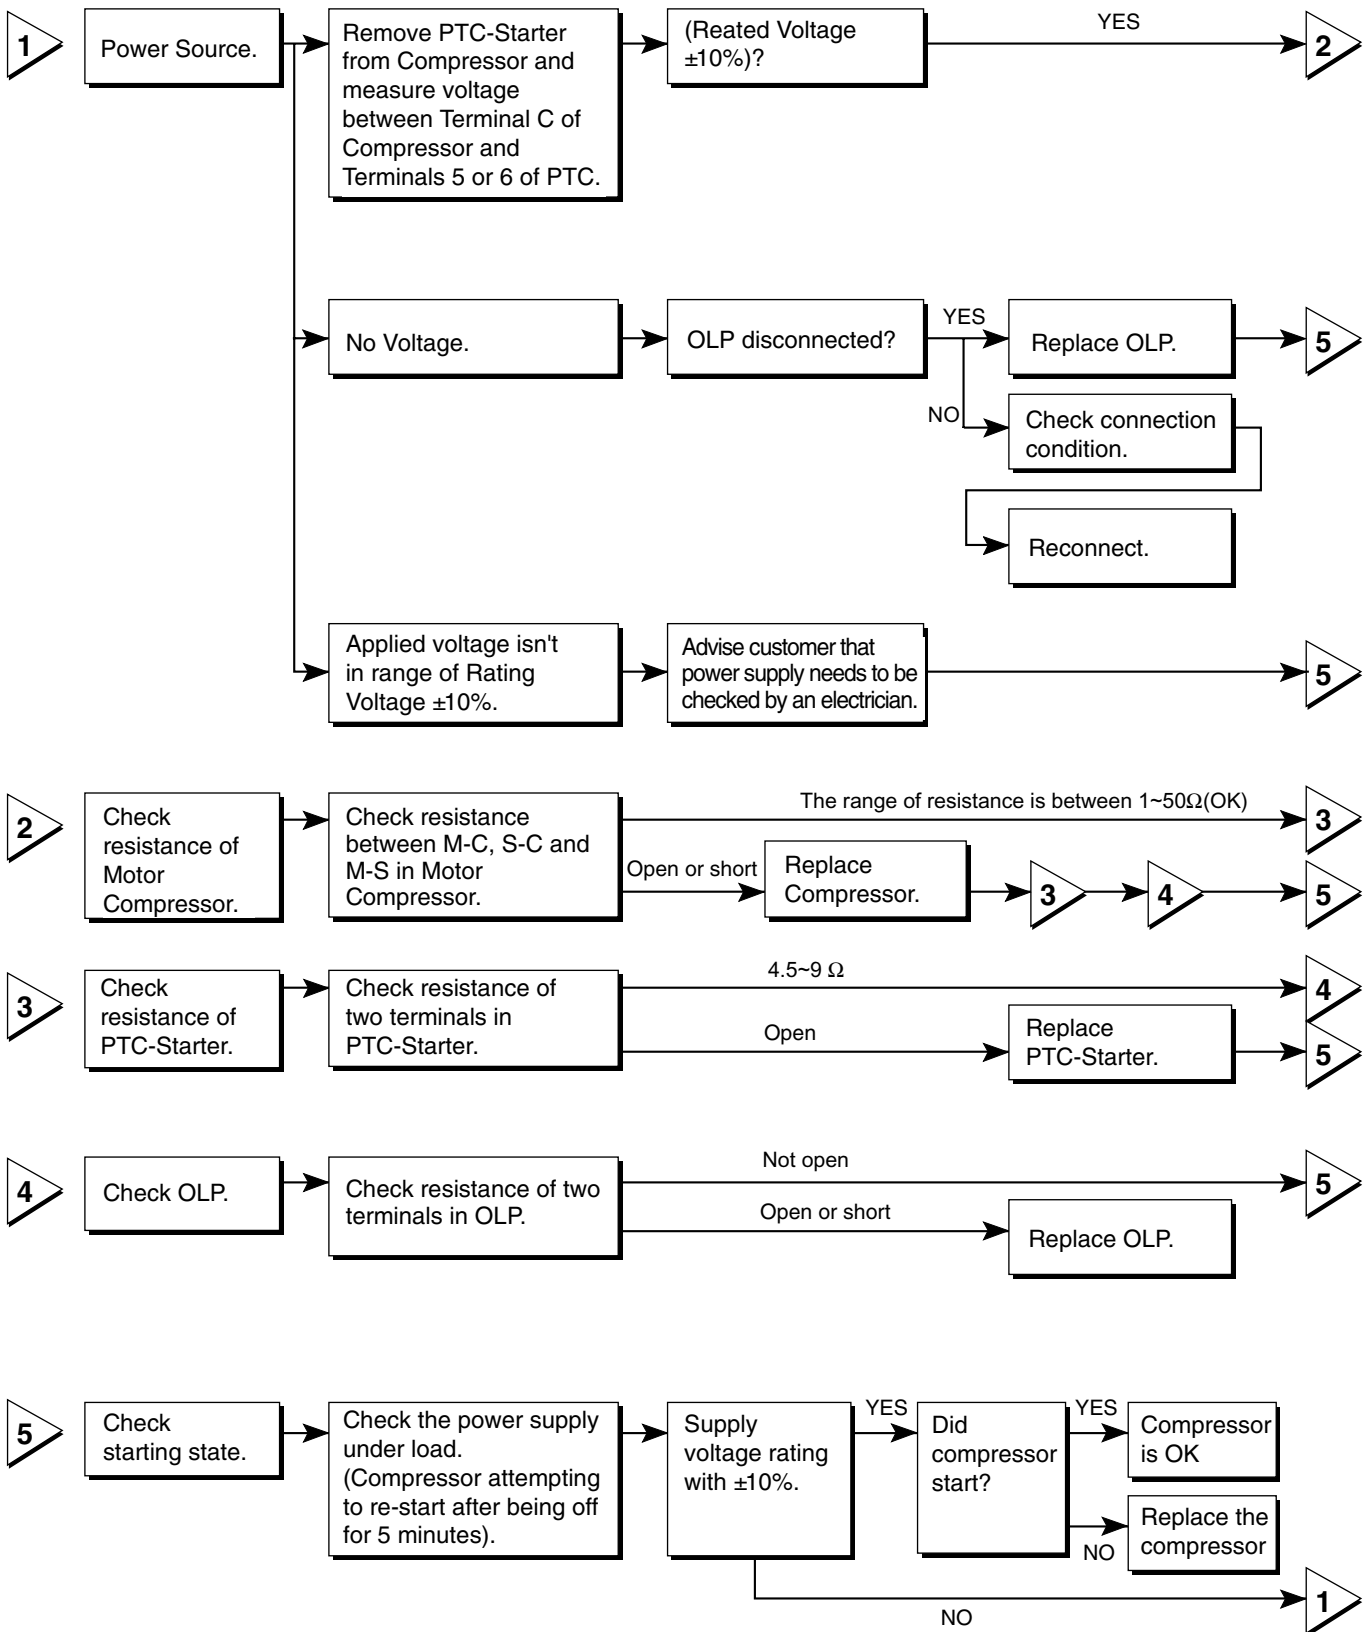 1
Power Source.
Remove PTC-Starter
from Compressor and
measure voltage
between Terminal C of
Compressor and
Terminals 5 or 6 of PTC.
(Reated Voltage
±10%)?
YES
2
No Voltage.
OLP disconnected?
YES
Replace OLP.
5
NO
Check connection
condition.
Reconnect.
Applied voltage isn't
in range of Rating
Voltage ±10%.
Advise customer that
power supply needs to be
checked by an electrician.
5
2
Check
resistance of
Motor
Compressor.
Check resistance
between M-C, S-C and
M-S in Motor
Compressor.
The range of resistance is between 1~50Ω(OK)
3
Open or short
Replace
Compressor.
3
4
5
3
Check
resistance of
PTC-Starter.
Check resistance of
two terminals in
PTC-Starter.
4.5~9 Ω
4
Open
Replace
PTC-Starter.
5
4
Check OLP.
Check resistance of two
terminals in OLP.
Not open
5
Open or short
Replace OLP.
5
Check
starting state.
Check the power supply
under load.
(Compressor attempting
to re-start after being off
for 5 minutes).
Supply
voltage rating
with ±10%.
YES
Did
compressor
start?
YES
Compressor
is OK
NO
Replace the
compressor
NO
1